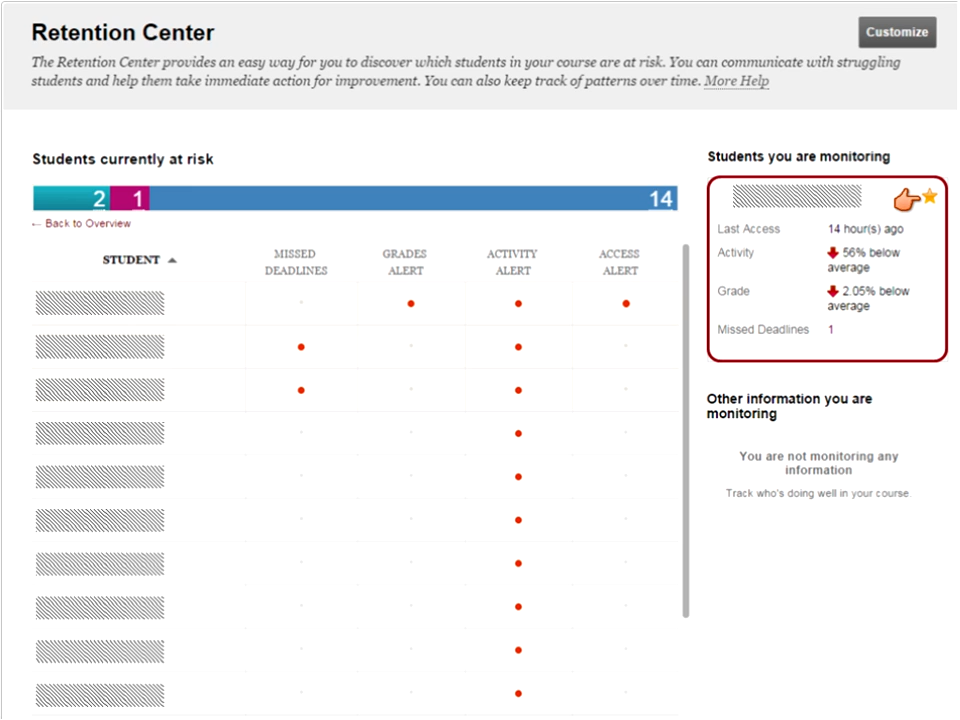 Retention Center
Customize
The Retention Center provides an easy way for you to discover which students in your course are at risk. You can communicate with struggling
students and help them take immediate action for improvement. You can also keep track of patterns over time. More Help
Students currently at risk
2 1 14
← Back to Overview
STUDENT
MISSED
DEADLINES
GRADES
ALERT
ACTIVITY
ALERT
ACCESS
ALERT
Students you are monitoring
Last Access 14 hour(s) ago
Activity 56% below
average
Grade 2.05% below
average
Missed Deadlines 1
Other information you are
monitoring
You are not monitoring any
information
Track who's doing well in your course.